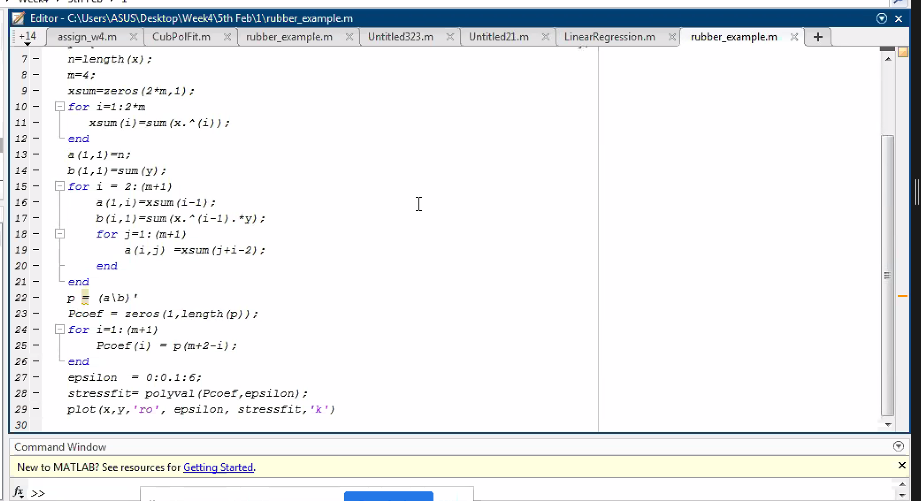 Editor - C:\Users\ASUS\Desktop\Week4\5th Feb\1\rubber_example.m
+14 assign_w4.m CubPolFit.m rubber_example.m Untitled323.m Untitled21.m LinearRegression.m rubber_example.m
7 n=length(x);
8 m=4;
9 xsum=zeros(2*m,1);
10 for i=1:2*m
11 xsum(i)=sum(x.^(i));
12 end
13 a(1,1)=n;
14 b(1,1)=sum(y);
15 for i = 2:(m+1)
16 a(1,i)=xsum(i-1);
17 b(i,1)=sum(x.^(i-1).*y);
18 for j=1:(m+1)
19 a(i,j) =xsum(j+i-2);
20 end
21 end
22 p = (a\b)'
23 Pcoef = zeros(1,length(p));
24 for i=1:(m+1)
25 Pcoef(i) = p(m+2-i);
26 end
27 epsilon  = 0:0.1:6;
28 stressfit= polyval(Pcoef,epsilon);
29 plot(x,y,'ro', epsilon, stressfit,'k')
30
Command Window
New to MATLAB? See resources for Getting Started.
fx >>